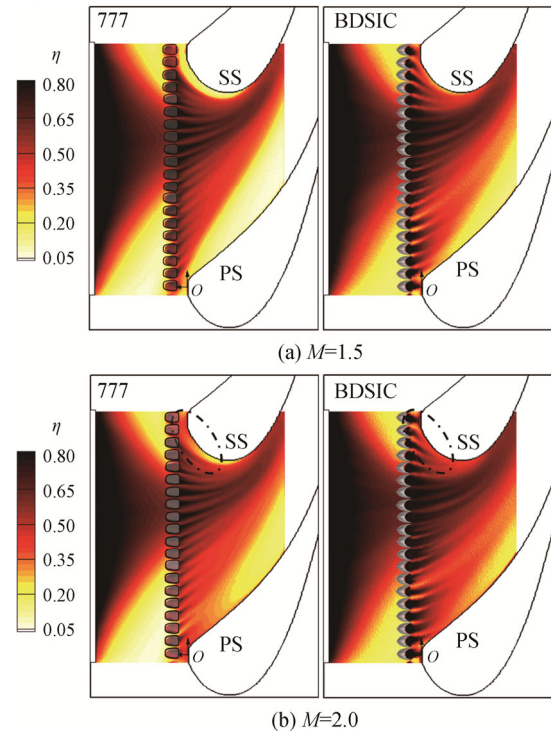 777
BDSIC
η
0.80
0.65
0.50
0.35
0.20
0.05
SS
PS
O
SS
PS
O
(a) M=1.5
777
BDSIC
η
0.80
0.65
0.50
0.35
0.20
0.05
SS
PS
O
SS
PS
O
(b) M=2.0